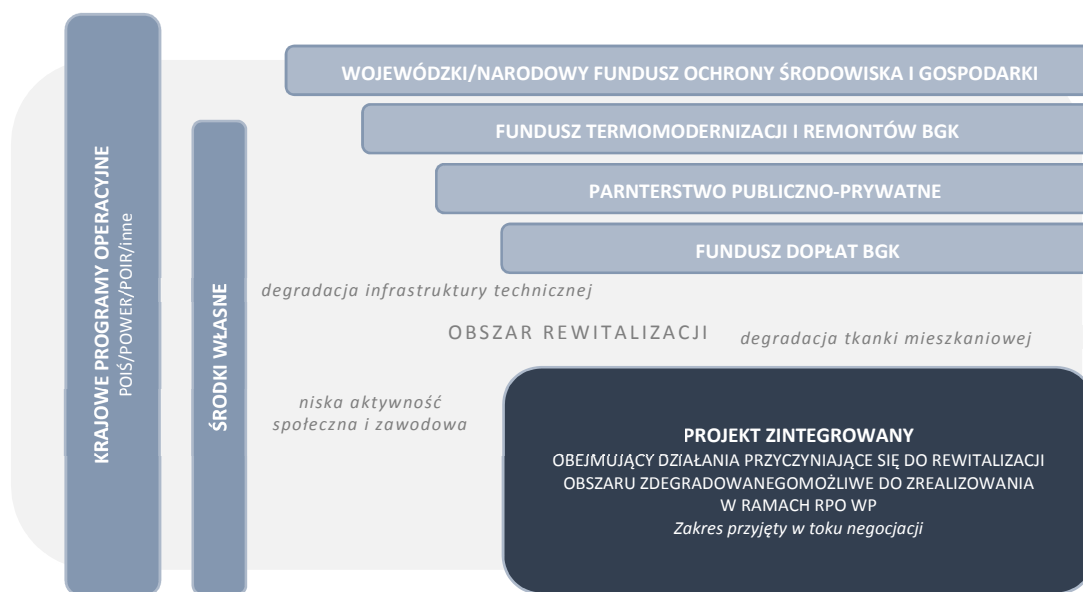 KRAJOWE PROGRAMY OPERACYJNE
POIŚ/POWER/POIR/inne
ŚRODKI WŁASNE
WOJEWÓDZKI/NARODOWY FUNDUSZ OCHRONY ŚRODOWISKA I GOSPODARKI
FUNDUSZ TERMOMODERNIZACJI I REMONTÓW BGK
PARNTERSTWO PUBLICZNO-PRYWATNE
FUNDUSZ DOPŁAT BGK
degradacja infrastruktury technicznej
OBSZAR REWITALIZACJI
degradacja tkanki mieszkaniowej
niska aktywność
społeczna i zawodowa
PROJEKT ZINTEGROWANY
OBEJMUJĄCY DZIAŁANIA PRZYCZYNIAJĄCE SIĘ DO REWITALIZACJI
OBSZARU ZDEGRADOWANEGOMOŻLIWE DO ZREALIZOWANIA
W RAMACH RPO WP
Zakres przyjęty w toku negocjacji